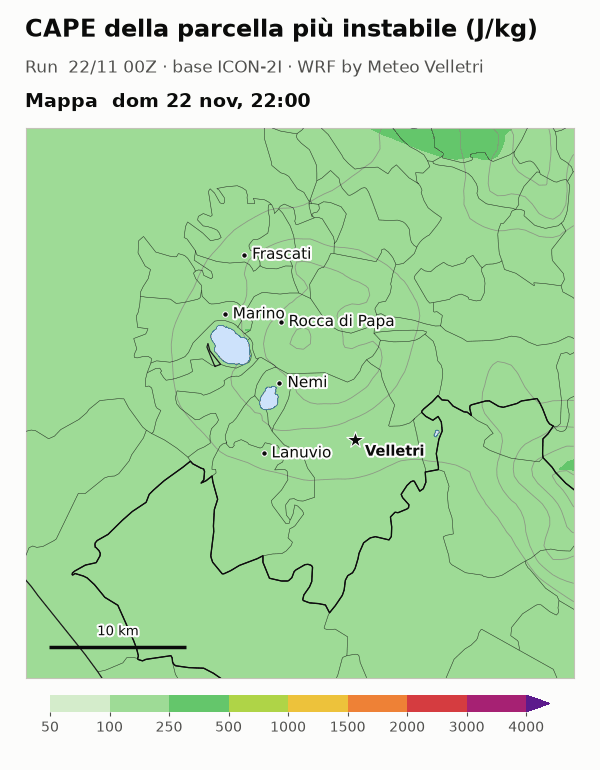 CAPE della parcella più instabile (J/kg)
Run  22/11 00Z · base ICON-2I · WRF by Meteo Velletri
Mappa  dom 22 nov, 22:00
Frascati
Marino
Rocca di Papa
Nemi
Velletri
Lanuvio
10 km
50 100 250 500 1000 1500 2000 3000 4000